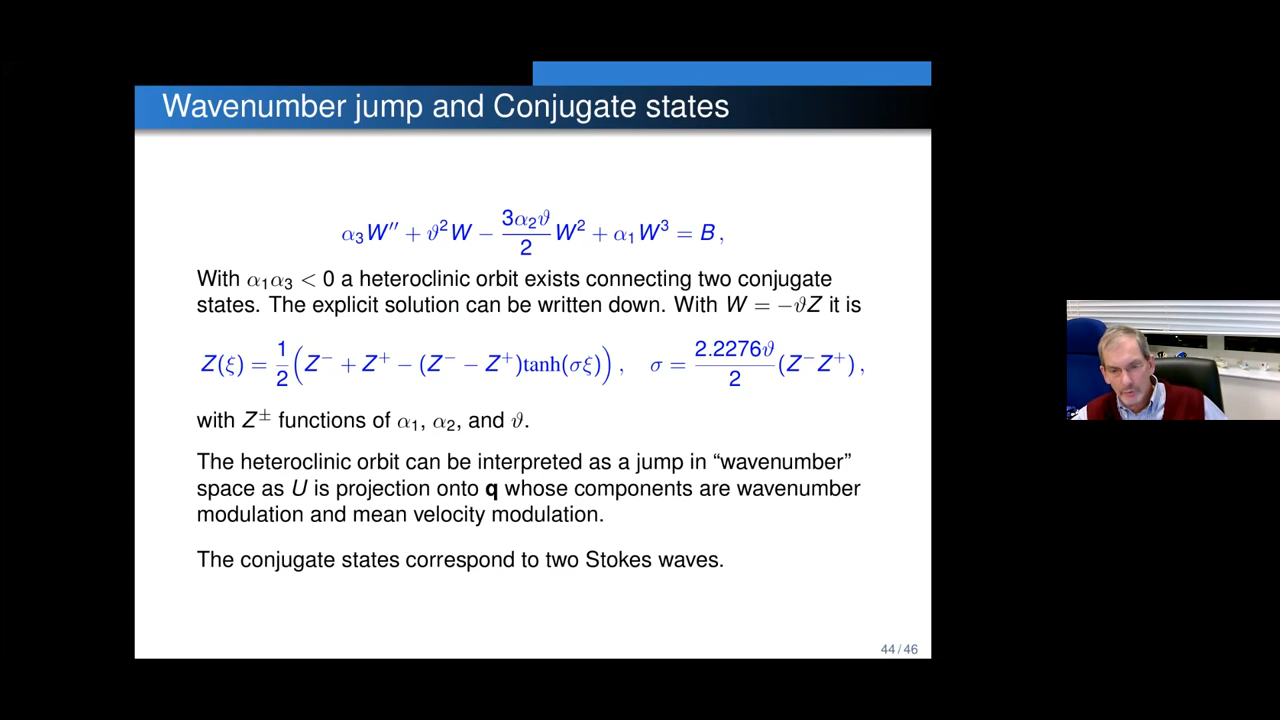 Wavenumber jump and Conjugate states
α₃W″ + ϑ²W − \frac{3α₂ϑ}{2} W² + α₁W³ = B ,
With α₁α₃ < 0 a heteroclinic orbit exists connecting two conjugate
states. The explicit solution can be written down. With W = −ϑZ it is
Z(ξ) = \frac{1}{2} (Z⁻ + Z⁺ − (Z⁻ − Z⁺)tanh(σξ)) , σ = \frac{2.2276ϑ}{2} (Z⁻Z⁺) ,
with Z^± functions of α₁, α₂, and ϑ.
The heteroclinic orbit can be interpreted as a jump in “wavenumber”
space as U is projection onto q whose components are wavenumber
modulation and mean velocity modulation.
The conjugate states correspond to two Stokes waves.
44 / 46